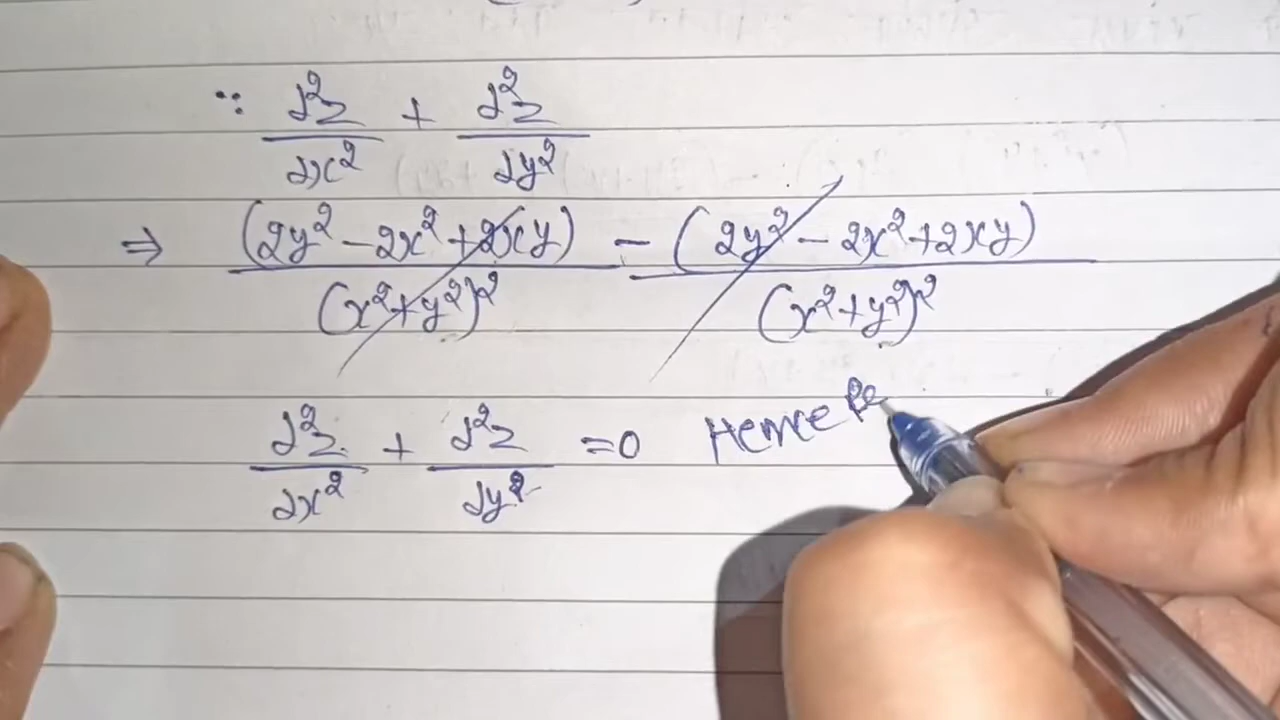 ∵ ∂²z/∂x² + ∂²z/∂y²
⇒ (2y² - 2x² + 2xy)/(x² + y²)² - (2y² - 2x² + 2xy)/(x² + y²)²
∂²z/∂x² + ∂²z/∂y² = 0 Hence